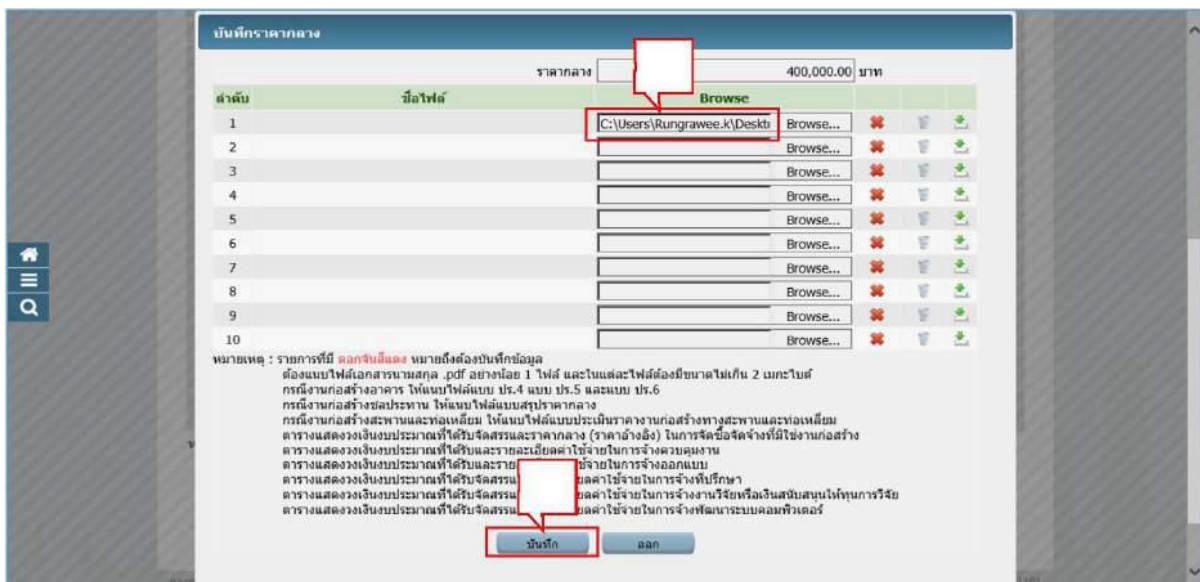 บันทึกราคากลาง
ราคากลาง 400,000.00 บาท
ลำดับ ชื่อไฟล์ Browse
1 C:\Users\Rungrawee.k\Deskt Browse...
2 Browse...
3 Browse...
4 Browse...
5 Browse...
6 Browse...
7 Browse...
8 Browse...
9 Browse...
10 Browse...
หมายเหตุ : รายการที่มี ดอกจันสีแดง หมายถึงต้องบันทึกข้อมูล
ต้องแนบไฟล์เอกสารนามสกุล .pdf อย่างน้อย 1 ไฟล์ และในแต่ละไฟล์ต้องมีขนาดไม่เกิน 2 เมกะไบต์
กรณีงานก่อสร้างอาคาร ให้แนบไฟล์แบบ ปร.4 แบบ ปร.5 และแบบ ปร.6
กรณีงานก่อสร้างชลประทาน ให้แนบไฟล์แบบสรุปราคากลาง
กรณีงานก่อสร้างสะพานและท่อเหลี่ยม ให้แนบไฟล์แบบประเมินราคางานก่อสร้างทางสะพานและท่อเหลี่ยม
ตารางแสดงวงเงินงบประมาณที่ได้รับจัดสรรและราคากลาง (ราคาอ้างอิง) ในการจัดซื้อจัดจ้างที่มิใช่งานก่อสร้าง
ตารางแสดงวงเงินงบประมาณที่ได้รับและรายละเอียดค่าใช้จ่ายในการจ้างควบคุมงาน
ตารางแสดงวงเงินงบประมาณที่ได้รับและราย ใช้จ่ายในการจ้างออกแบบ
ตารางแสดงวงเงินงบประมาณที่ได้รับจัดสรรแ ยดค่าใช้จ่ายในการจ้างที่ปรึกษา
ตารางแสดงวงเงินงบประมาณที่ได้รับจัดสรรแ ยดค่าใช้จ่ายในการจ้างงานวิจัยหรือเงินสนับสนุนให้ทุนการวิจัย
ตารางแสดงวงเงินงบประมาณที่ได้รับจัดสรรแ ยดค่าใช้จ่ายในการจ้างพัฒนาระบบคอมพิวเตอร์
บันทึก ออก